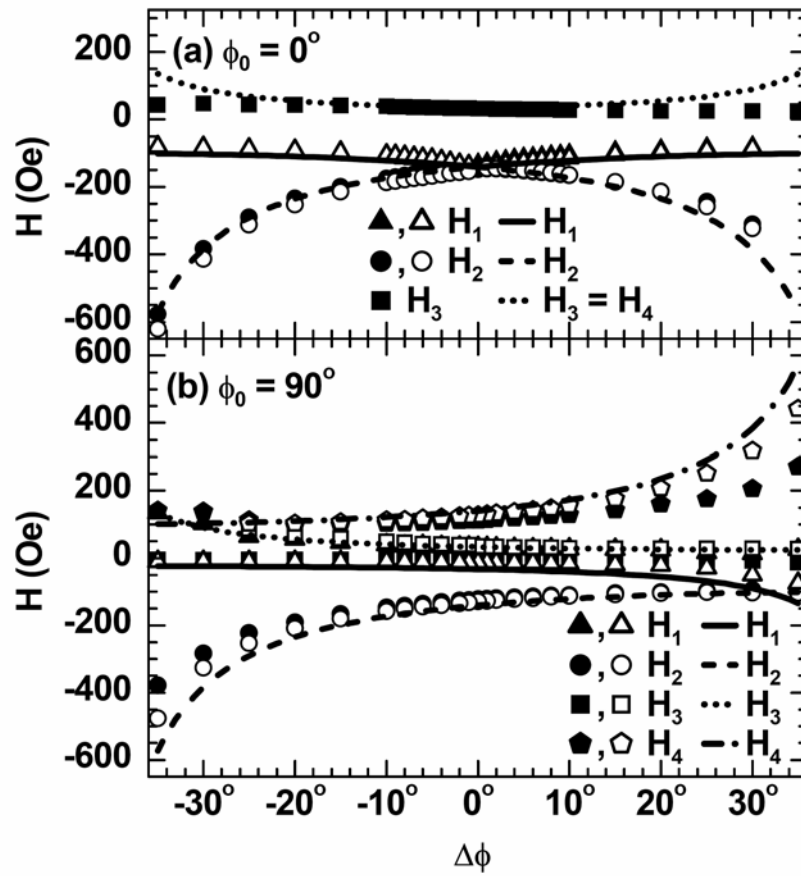 (a) ϕ₀ = 0°
200
0
-200
-400
-600
H (Oe)
▲,△ H₁ — H₁
●,○ H₂ – – H₂
■ H₃ ···· H₃ = H₄
(b) ϕ₀ = 90°
600
400
200
0
-200
-400
-600
H (Oe)
▲,△ H₁ — H₁
●,○ H₂ – – H₂
■,□ H₃ ···· H₃
⬟,⬠ H₄ –·– H₄
-30° -20° -10° 0° 10° 20° 30°
Δϕ